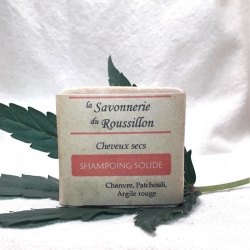 la Savonnerie
du Roussillon
Cheveux secs
SHAMPOING SOLIDE
Chanvre, Patchouli,
Argile rouge